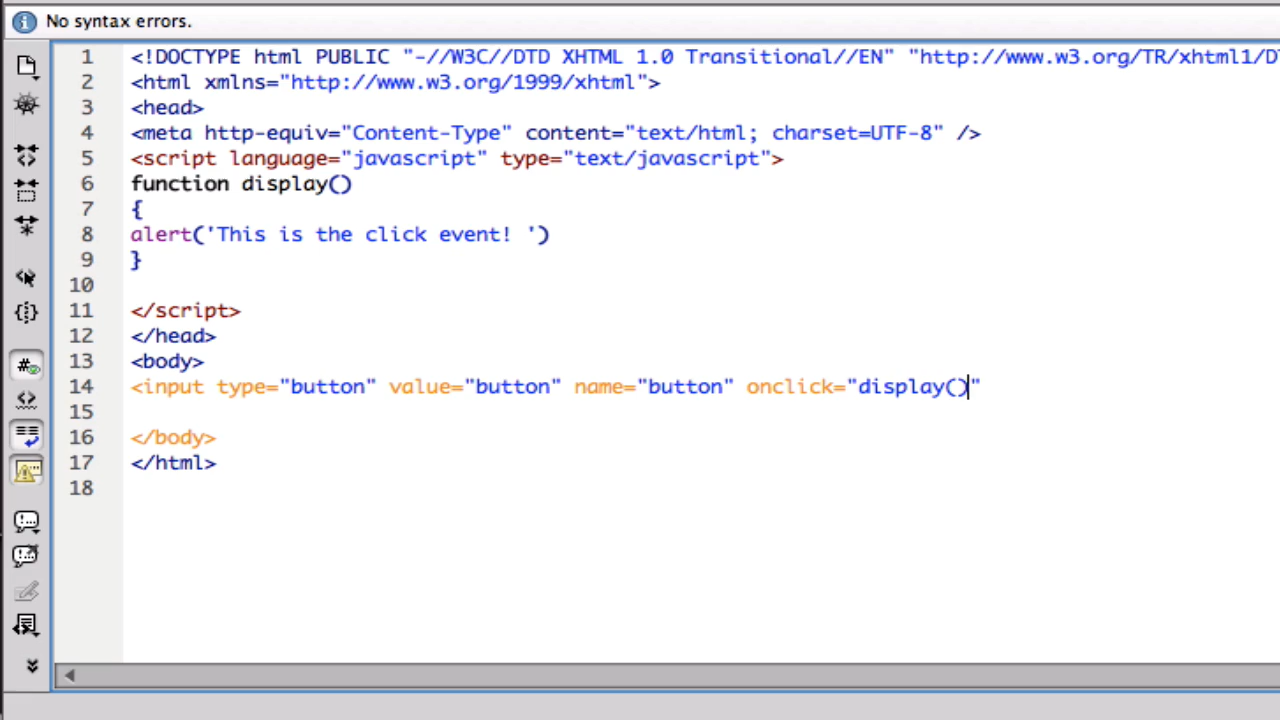 No syntax errors.
1 <!DOCTYPE html PUBLIC "-//W3C//DTD XHTML 1.0 Transitional//EN" "http://www.w3.org/TR/xhtml1/D
2 <html xmlns="http://www.w3.org/1999/xhtml">
3 <head>
4 <meta http-equiv="Content-Type" content="text/html; charset=UTF-8" />
5 <script language="javascript" type="text/javascript">
6 function display()
7 {
8 alert('This is the click event! ')
9 }
10
11 </script>
12 </head>
13 <body>
14 <input type="button" value="button" name="button" onclick="display()"
15
16 </body>
17 </html>
18